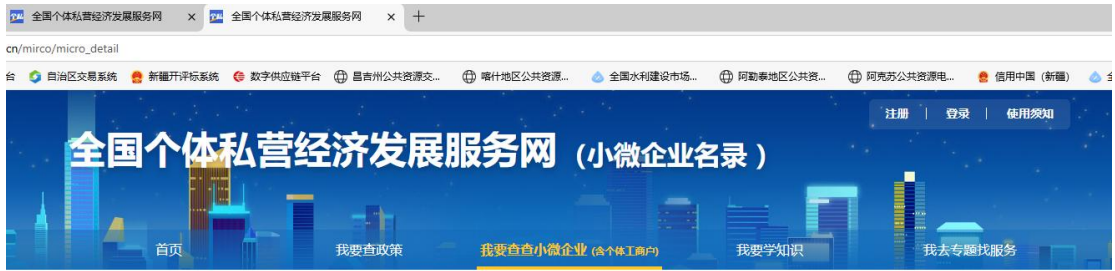 全国个体私营经济发展服务网 × 全国个体私营经济发展服务网 × +
cn/mirco/micro_detail
台 自治区交易系统 新疆开评标系统 数字供应链平台 昌吉州公共资源交... 喀什地区公共资源... 全国水利建设市场... 阿勒泰地区公共资... 阿克苏公共资源电... 信用中国（新疆） 全
注册 | 登录 | 使用须知
全国个体私营经济发展服务网（小微企业名录）
首页 我要查政策 我要查查小微企业 (含个体工商户) 我要学知识 我去专题找服务